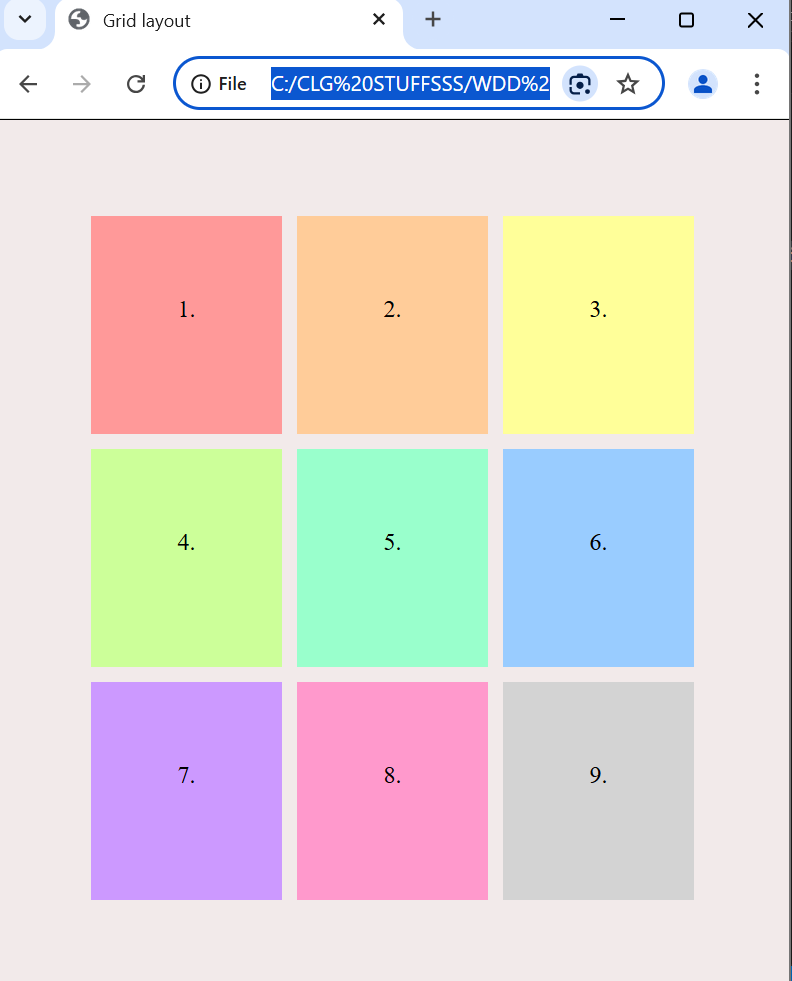 Grid layout
File C:/CLG%20STUFFSSS/WDD%2
1. 2. 3.
4. 5. 6.
7. 8. 9.